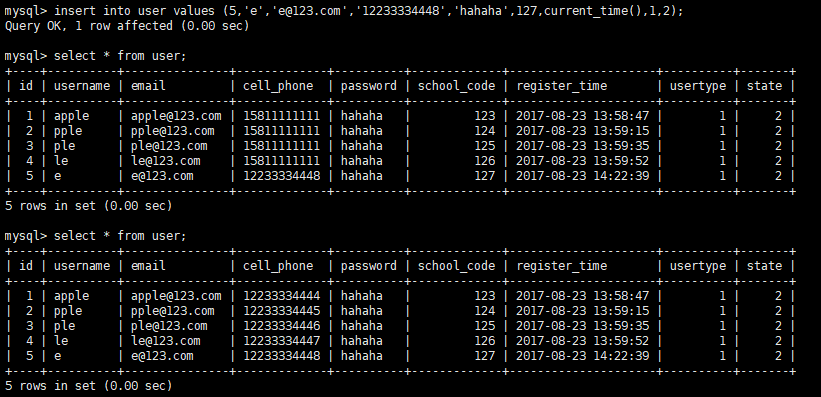 mysql> insert into user values (5,'e','e@123.com','12233334448','hahaha',127,current_time(),1,2);
Query OK, 1 row affected (0.00 sec)
mysql> select * from user;
+----+----------+---------------+-------------+----------+-------------+---------------------+----------+-------+
| id | username | email         | cell_phone  | password | school_code | register_time       | usertype | state |
+----+----------+---------------+-------------+----------+-------------+---------------------+----------+-------+
|  1 | apple    | apple@123.com | 15811111111 | hahaha   |         123 | 2017-08-23 13:58:47 |        1 |     2 |
|  2 | pple     | pple@123.com  | 15811111111 | hahaha   |         124 | 2017-08-23 13:59:15 |        1 |     2 |
|  3 | ple      | ple@123.com   | 15811111111 | hahaha   |         125 | 2017-08-23 13:59:35 |        1 |     2 |
|  4 | le       | le@123.com    | 15811111111 | hahaha   |         126 | 2017-08-23 13:59:52 |        1 |     2 |
|  5 | e        | e@123.com     | 12233334448 | hahaha   |         127 | 2017-08-23 14:22:39 |        1 |     2 |
+----+----------+---------------+-------------+----------+-------------+---------------------+----------+-------+
5 rows in set (0.00 sec)
mysql> select * from user;
+----+----------+---------------+-------------+----------+-------------+---------------------+----------+-------+
| id | username | email         | cell_phone  | password | school_code | register_time       | usertype | state |
+----+----------+---------------+-------------+----------+-------------+---------------------+----------+-------+
|  1 | apple    | apple@123.com | 12233334444 | hahaha   |         123 | 2017-08-23 13:58:47 |        1 |     2 |
|  2 | pple     | pple@123.com  | 12233334445 | hahaha   |         124 | 2017-08-23 13:59:15 |        1 |     2 |
|  3 | ple      | ple@123.com   | 12233334446 | hahaha   |         125 | 2017-08-23 13:59:35 |        1 |     2 |
|  4 | le       | le@123.com    | 12233334447 | hahaha   |         126 | 2017-08-23 13:59:52 |        1 |     2 |
|  5 | e        | e@123.com     | 12233334448 | hahaha   |         127 | 2017-08-23 14:22:39 |        1 |     2 |
+----+----------+---------------+-------------+----------+-------------+---------------------+----------+-------+
5 rows in set (0.00 sec)